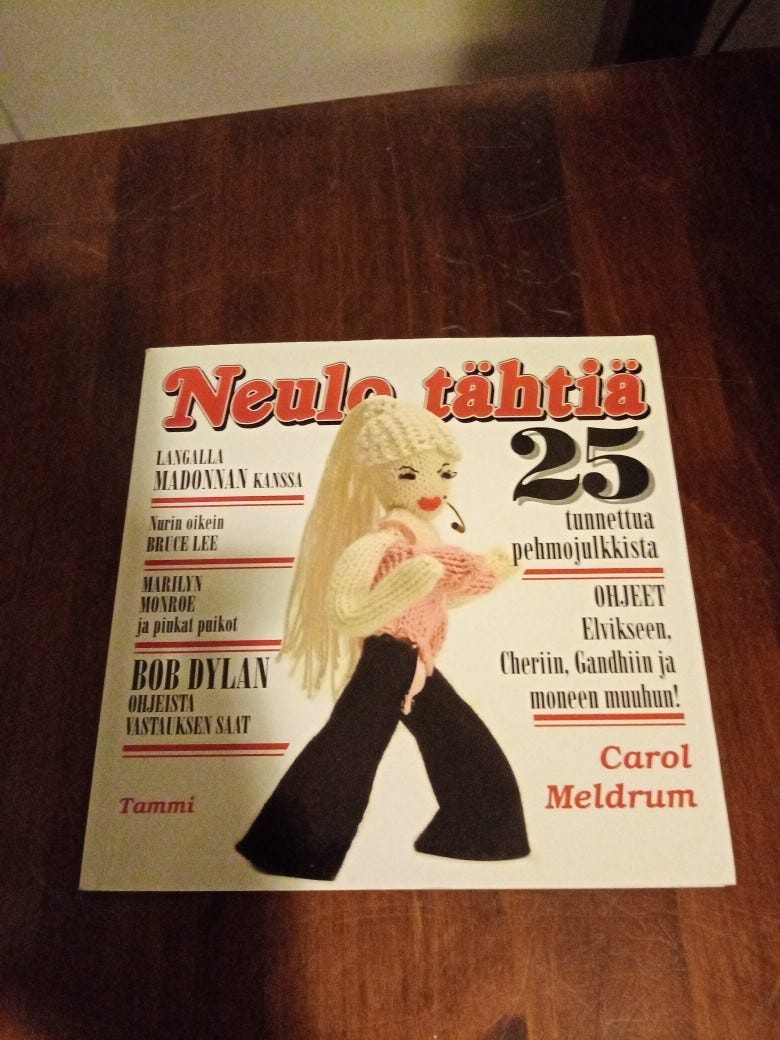 Neulo tähtiä
LANGALLA
MADONNAN KANSSA
Nurin oikein
BRUCE LEE
MARILYN
MONROE
ja pinkat puikot
BOB DYLAN
OHJEISTA
VASTAUKSEN SAAT
Tammi
25
tunnettua
pehmojulkkista
OHJEET
Elvikseen,
Cheriin, Gandhiin ja
moneen muuhun!
Carol
Meldrum